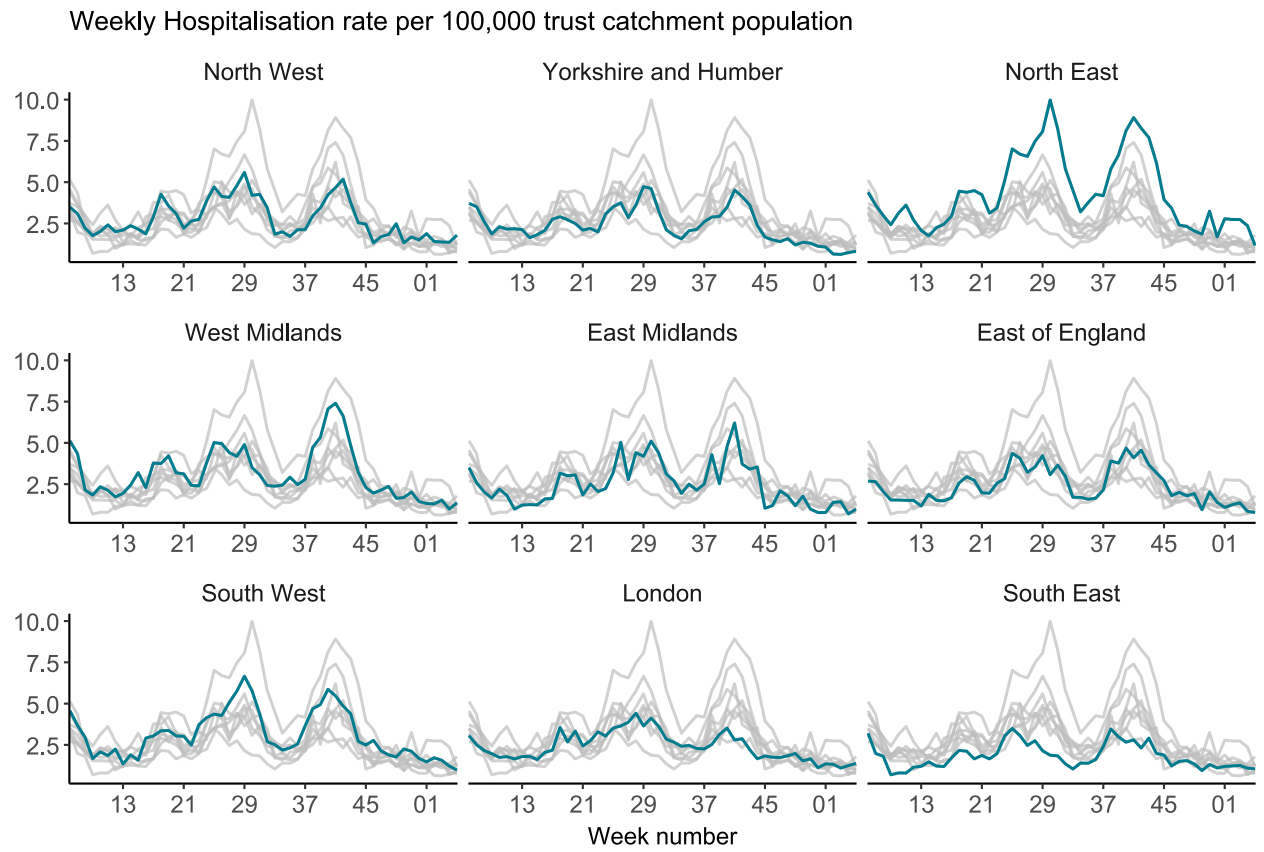 Weekly Hospitalisation rate per 100,000 trust catchment population
North West Yorkshire and Humber North East
10.0
7.5
5.0
2.5
13 21 29 37 45 01 13 21 29 37 45 01 13 21 29 37 45 01
West Midlands East Midlands East of England
10.0
7.5
5.0
2.5
13 21 29 37 45 01 13 21 29 37 45 01 13 21 29 37 45 01
South West London South East
10.0
7.5
5.0
2.5
13 21 29 37 45 01 13 21 29 37 45 01 13 21 29 37 45 01
Week number